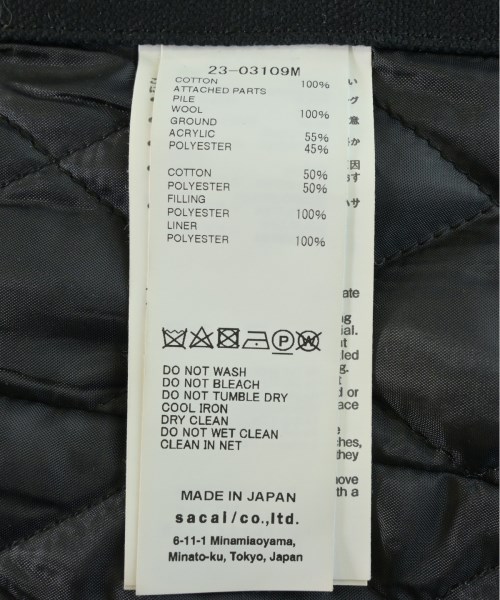 23-03109M
COTTON 100%
ATTACHED PARTS
PILE
WOOL 100%
GROUND
ACRYLIC 55%
POLYESTER 45%
COTTON 50%
POLYESTER 50%
FILLING
POLYESTER 100%
LINER
POLYESTER 100%
P W
DO NOT WASH
DO NOT BLEACH
DO NOT TUMBLE DRY
COOL IRON
DRY CLEAN
DO NOT WET CLEAN
CLEAN IN NET
MADE IN JAPAN
sacai/co.,ltd.
6-11-1 Minamiaoyama,
Minato-ku, Tokyo, Japan